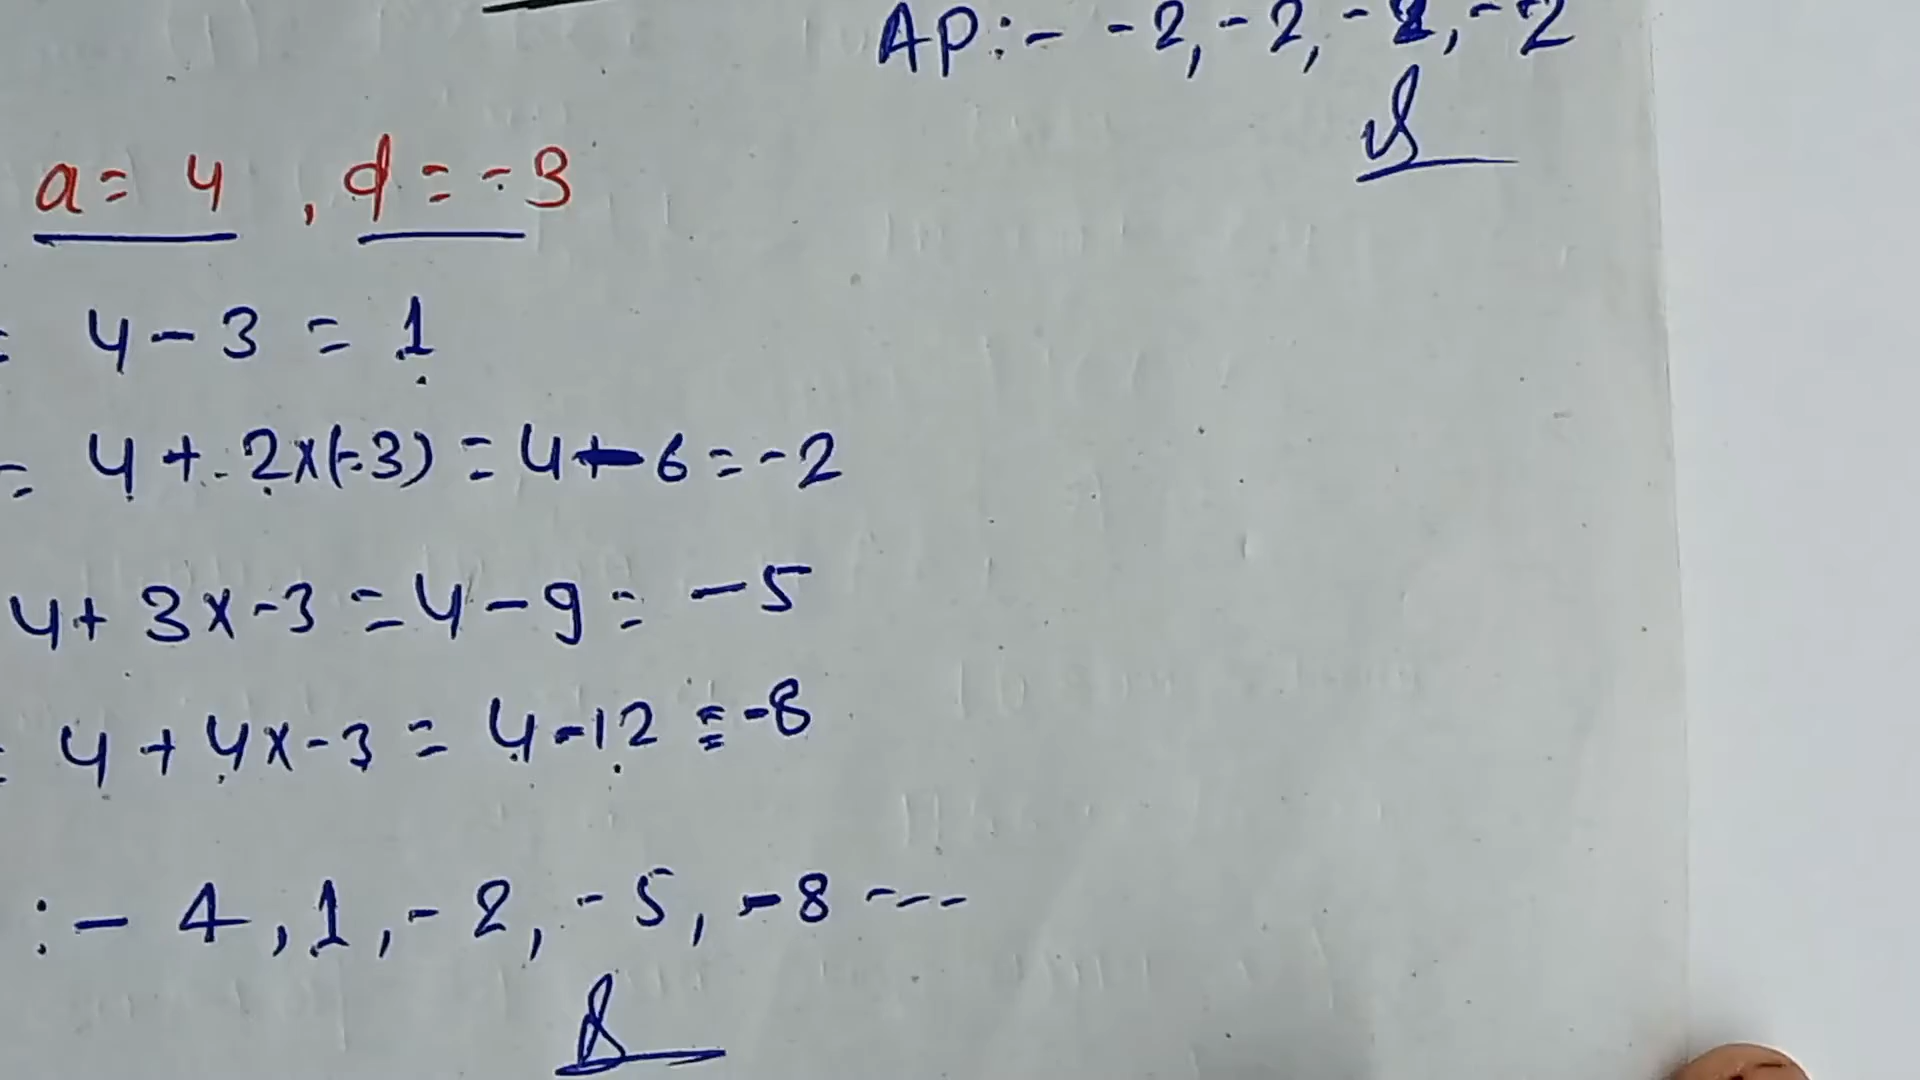 AP:- -2, -2, -2, -2
a = 4 , d = -3
= 4 - 3 = 1
= 4 + 2x(-3) = 4 - 6 = -2
4 + 3x-3 = 4 - 9 = -5
= 4 + 4x-3 = 4 - 12 = -8
:- 4, 1, -2, -5, -8 ---